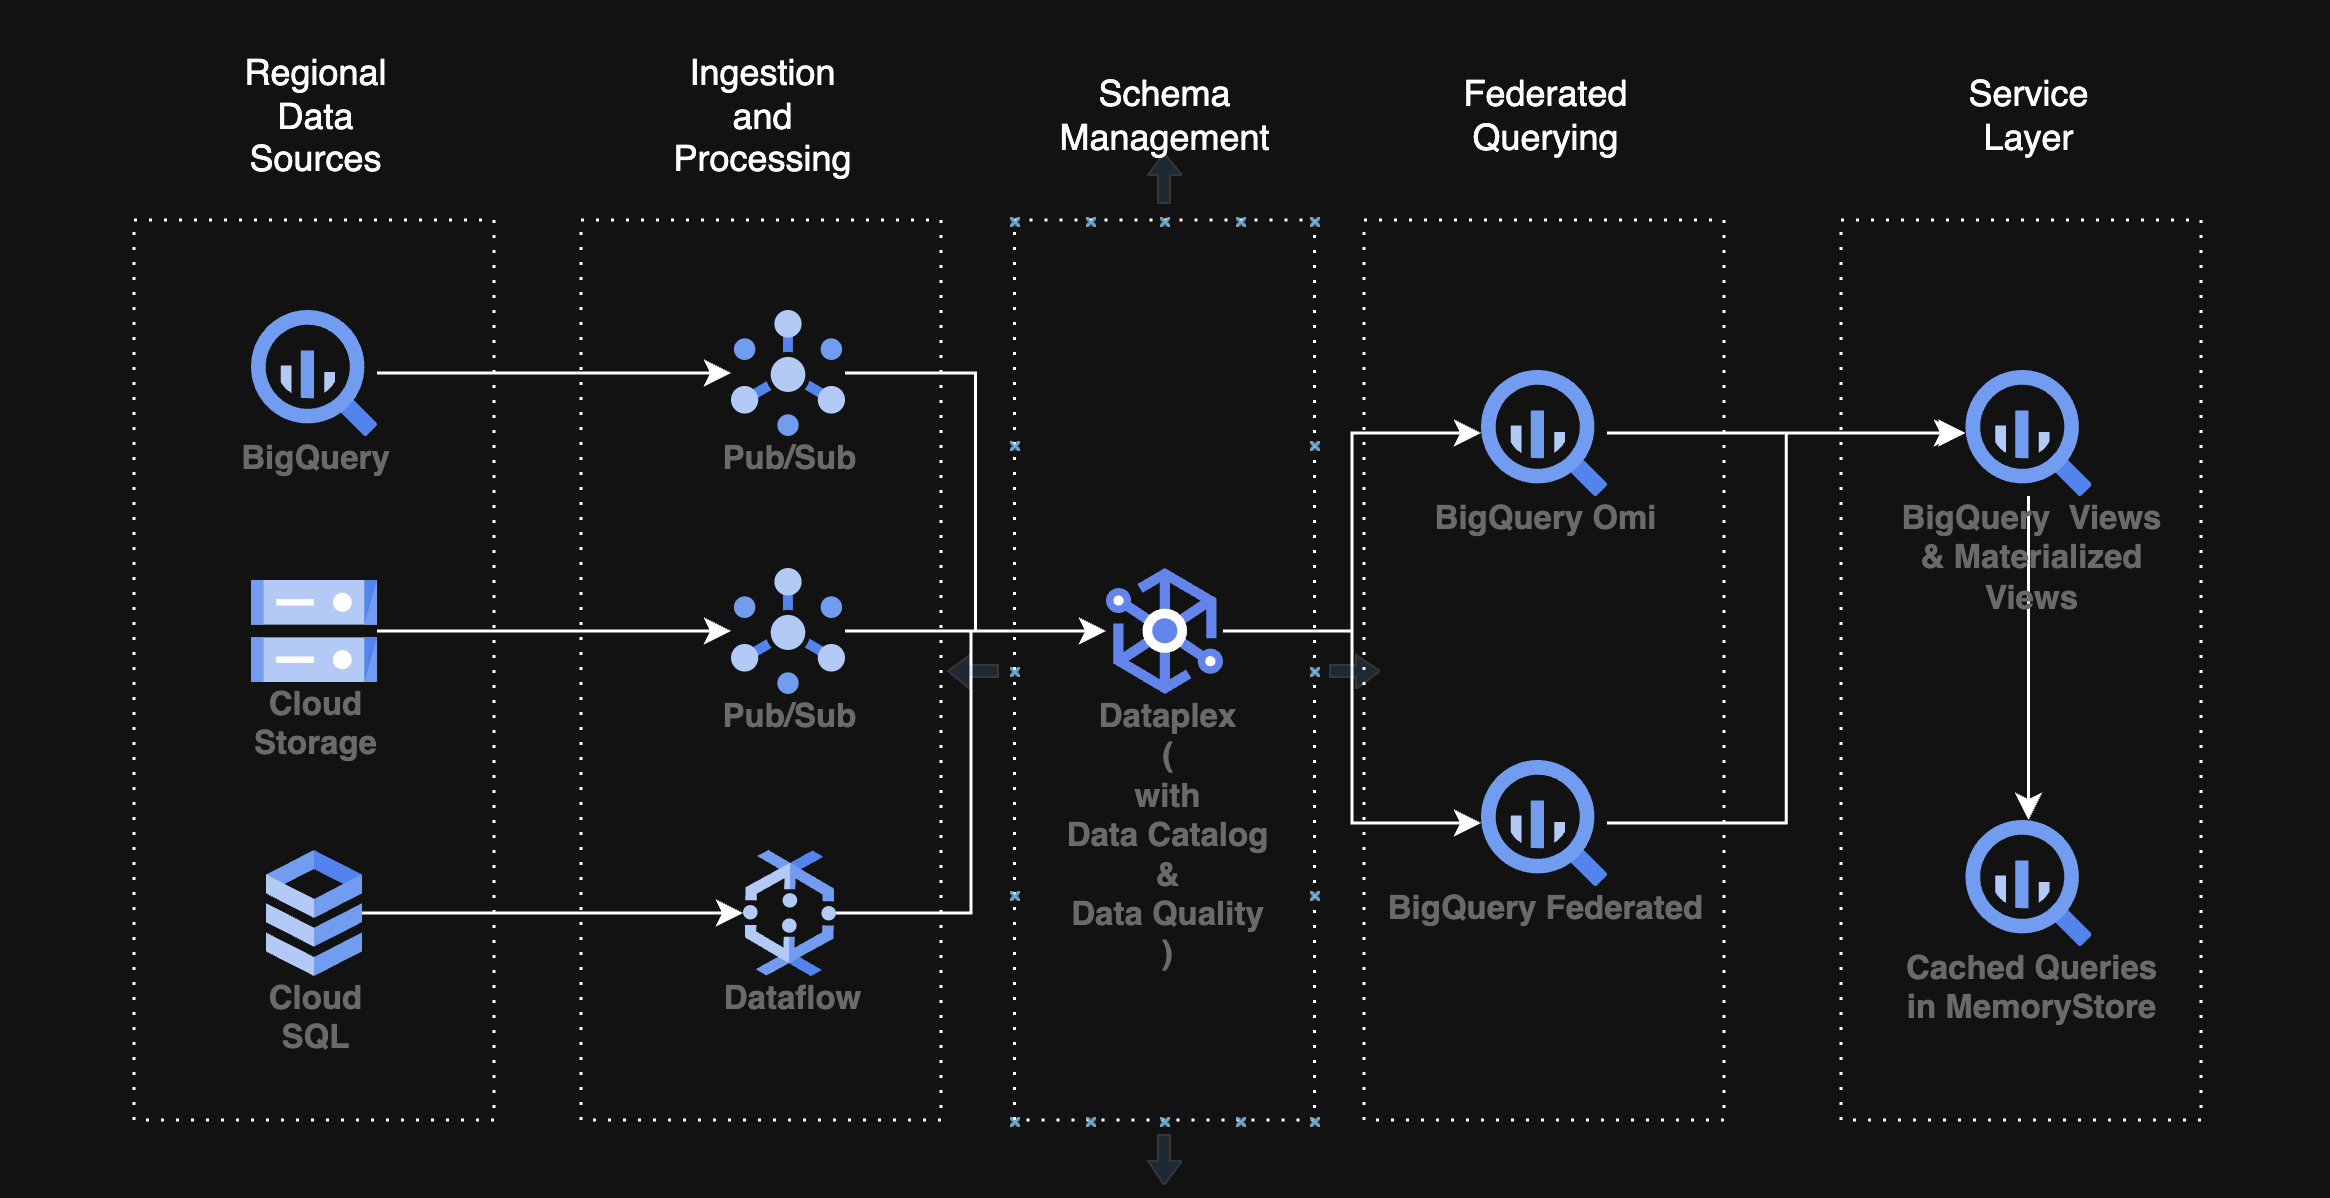 Regional
Data
Sources
Ingestion
and
Processing
Schema
Management
Federated
Querying
Service
Layer
BigQuery
Cloud
Storage
Cloud
SQL
Pub/Sub
Pub/Sub
Dataflow
Dataplex
(
with
Data Catalog
&
Data Quality
)
BigQuery Omi
BigQuery Federated
BigQuery  Views
& Materialized
Views
Cached Queries
in MemoryStore